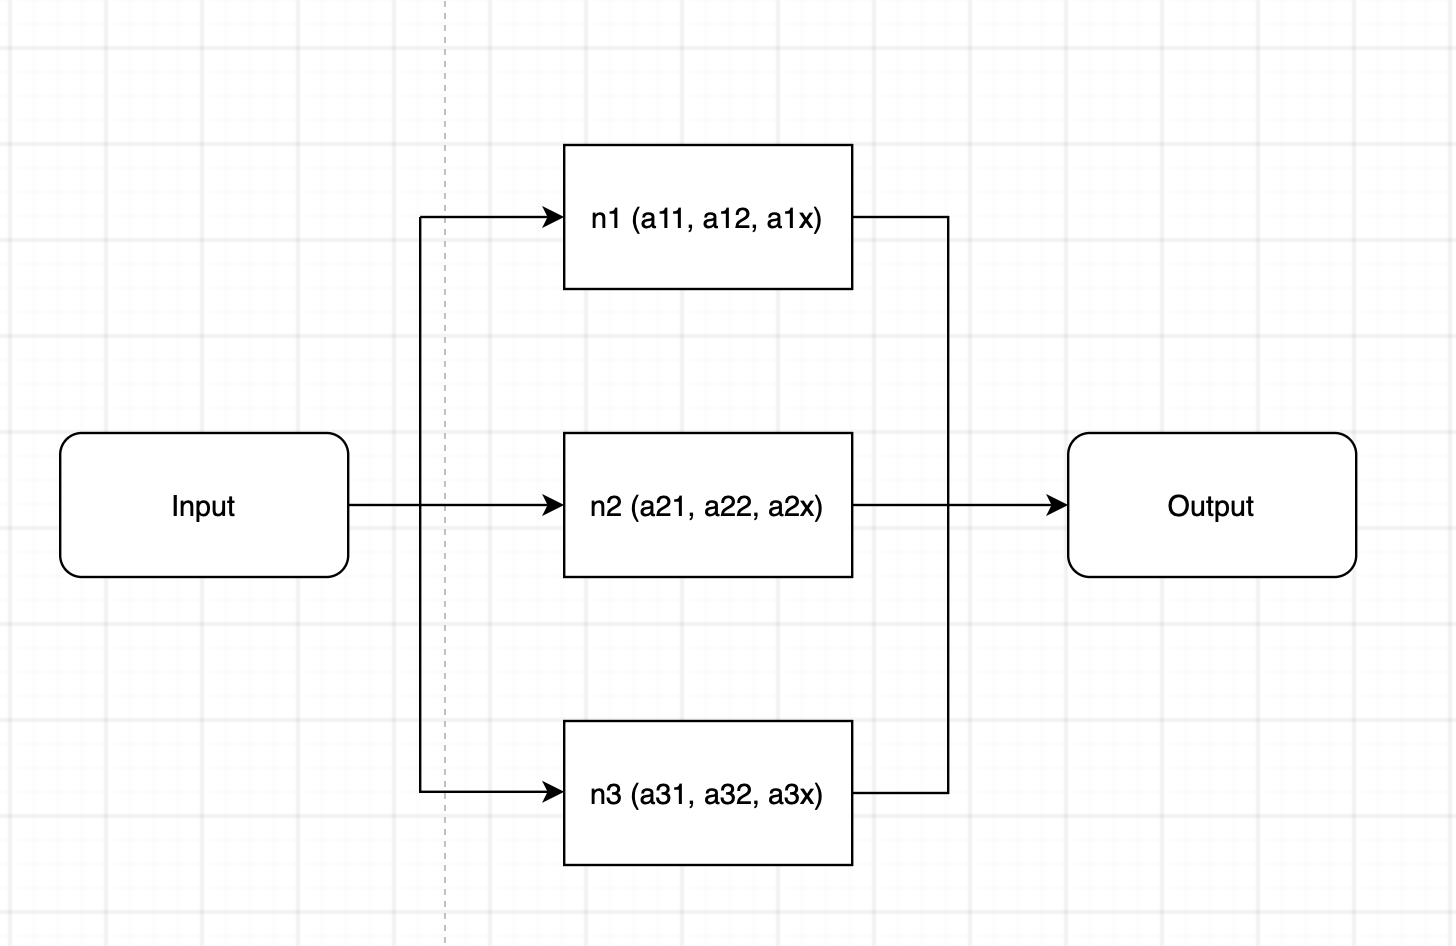 n1 (a11, a12, a1x)
Input
n2 (a21, a22, a2x)
Output
n3 (a31, a32, a3x)